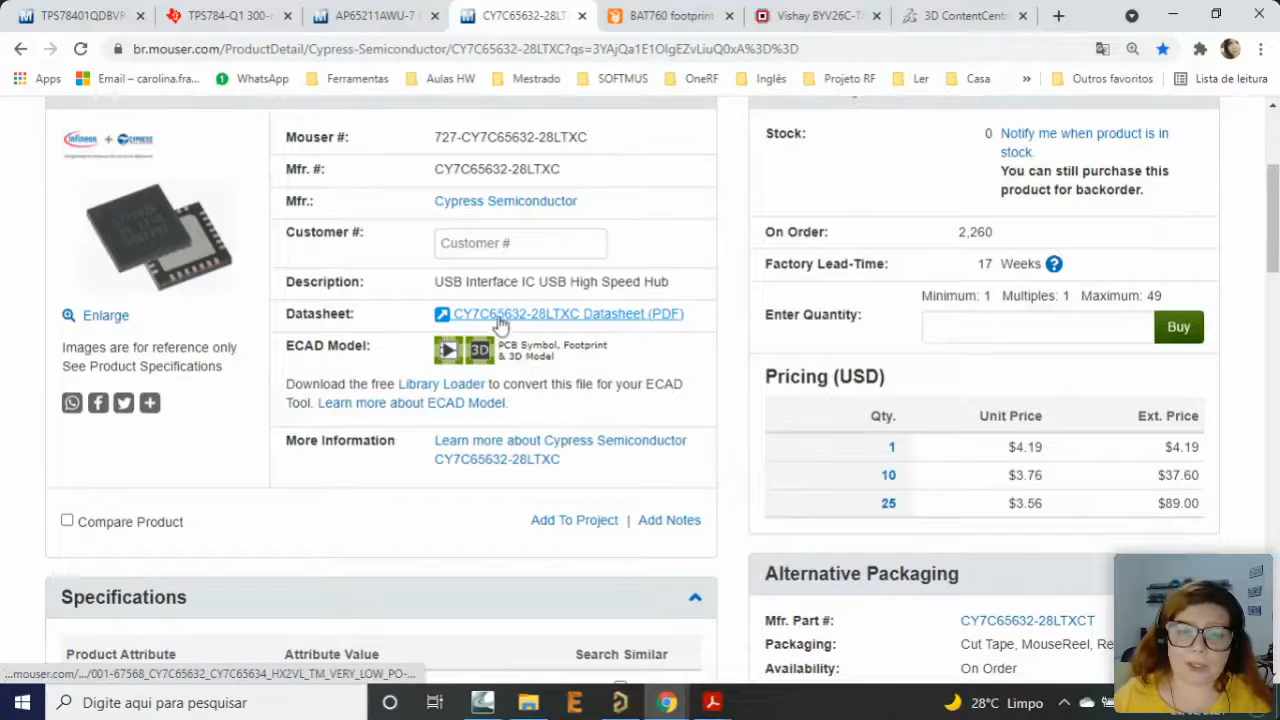 TPS78401QDBVR
TPS784-Q1 300-m
AP65211AWU-7
CY7C65632-28LT
BAT760 footprint
Vishay BYV26C-TA
3D ContentCentr
br.mouser.com/ProductDetail/Cypress-Semiconductor/CY7C65632-28LTXC?qs=3YAjQa1E1OIgEZvLiuQ0xA%3D%3D
Apps
Email – carolina.fra...
WhatsApp
Ferramentas
Aulas HW
Mestrado
SOFTMUS
OneRF
Inglês
Projeto RF
Ler
Casa
»
Outros favoritos
Lista de leitura
infineon + CYPRESS
Enlarge
Images are for reference only
See Product Specifications
Mouser #: 727-CY7C65632-28LTXC
Mfr. #: CY7C65632-28LTXC
Mfr.: Cypress Semiconductor
Customer #: Customer #
Description: USB Interface IC USB High Speed Hub
Datasheet: CY7C65632-28LTXC Datasheet (PDF)
ECAD Model: 3D PCB Symbol, Footprint
& 3D Model
Download the free Library Loader to convert this file for your ECAD
Tool. Learn more about ECAD Model.
More Information Learn more about Cypress Semiconductor
CY7C65632-28LTXC
Compare Product
Add To Project | Add Notes
Stock: 0 Notify me when product is in
stock.
You can still purchase this
product for backorder.
On Order: 2,260
Factory Lead-Time: 17 Weeks ?
Minimum: 1 Multiples: 1 Maximum: 49
Enter Quantity: Buy
Pricing (USD)
Qty. Unit Price Ext. Price
1 $4.19 $4.19
10 $3.76 $37.60
25 $3.56 $89.00
Specifications
Product Attribute Attribute Value Search Similar
Alternative Packaging
Mfr. Part #: CY7C65632-28LTXCT
Packaging: Cut Tape, MouseReel, Re
Availability: On Order
...mouser.com/.../001-67568_CY7C65632_CY7C65634_HX2VL_TM_VERY_LOW_PO-...
Digite aqui para pesquisar
28°C Limpo